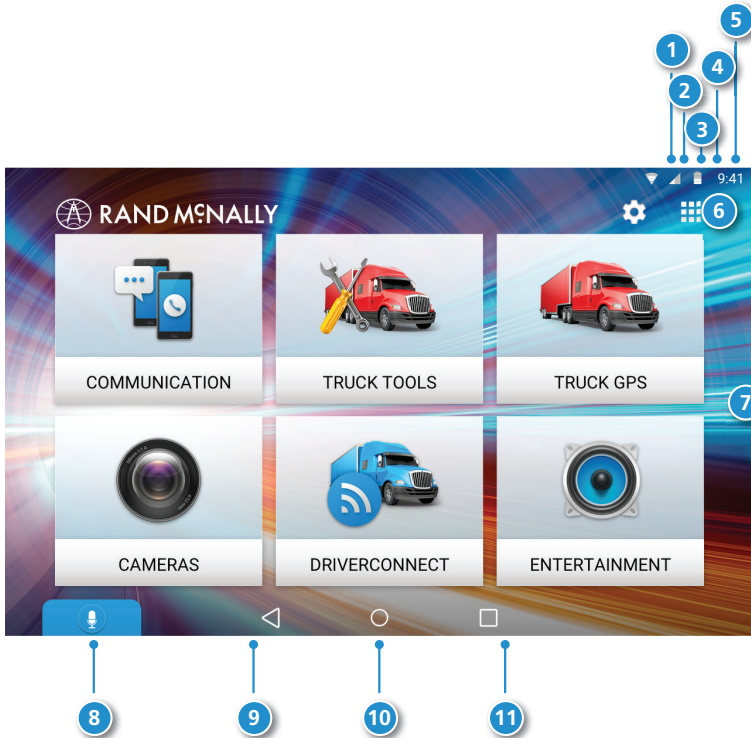 5
1
4
2
3
9:41
RAND MCNALLY
6
COMMUNICATION
TRUCK TOOLS
TRUCK GPS
7
CAMERAS
DRIVERCONNECT
ENTERTAINMENT
8
9
10
11